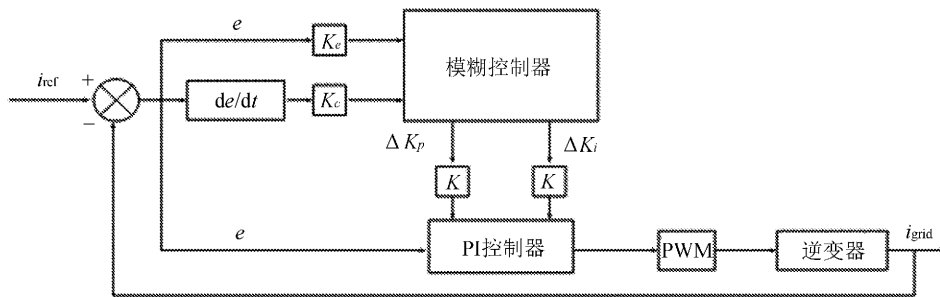 e
K_e
模糊控制器
i_ref
+
−
de/dt
K_c
Δ K_p
ΔK_i
K
K
e
PI控制器
PWM
逆变器
i_grid